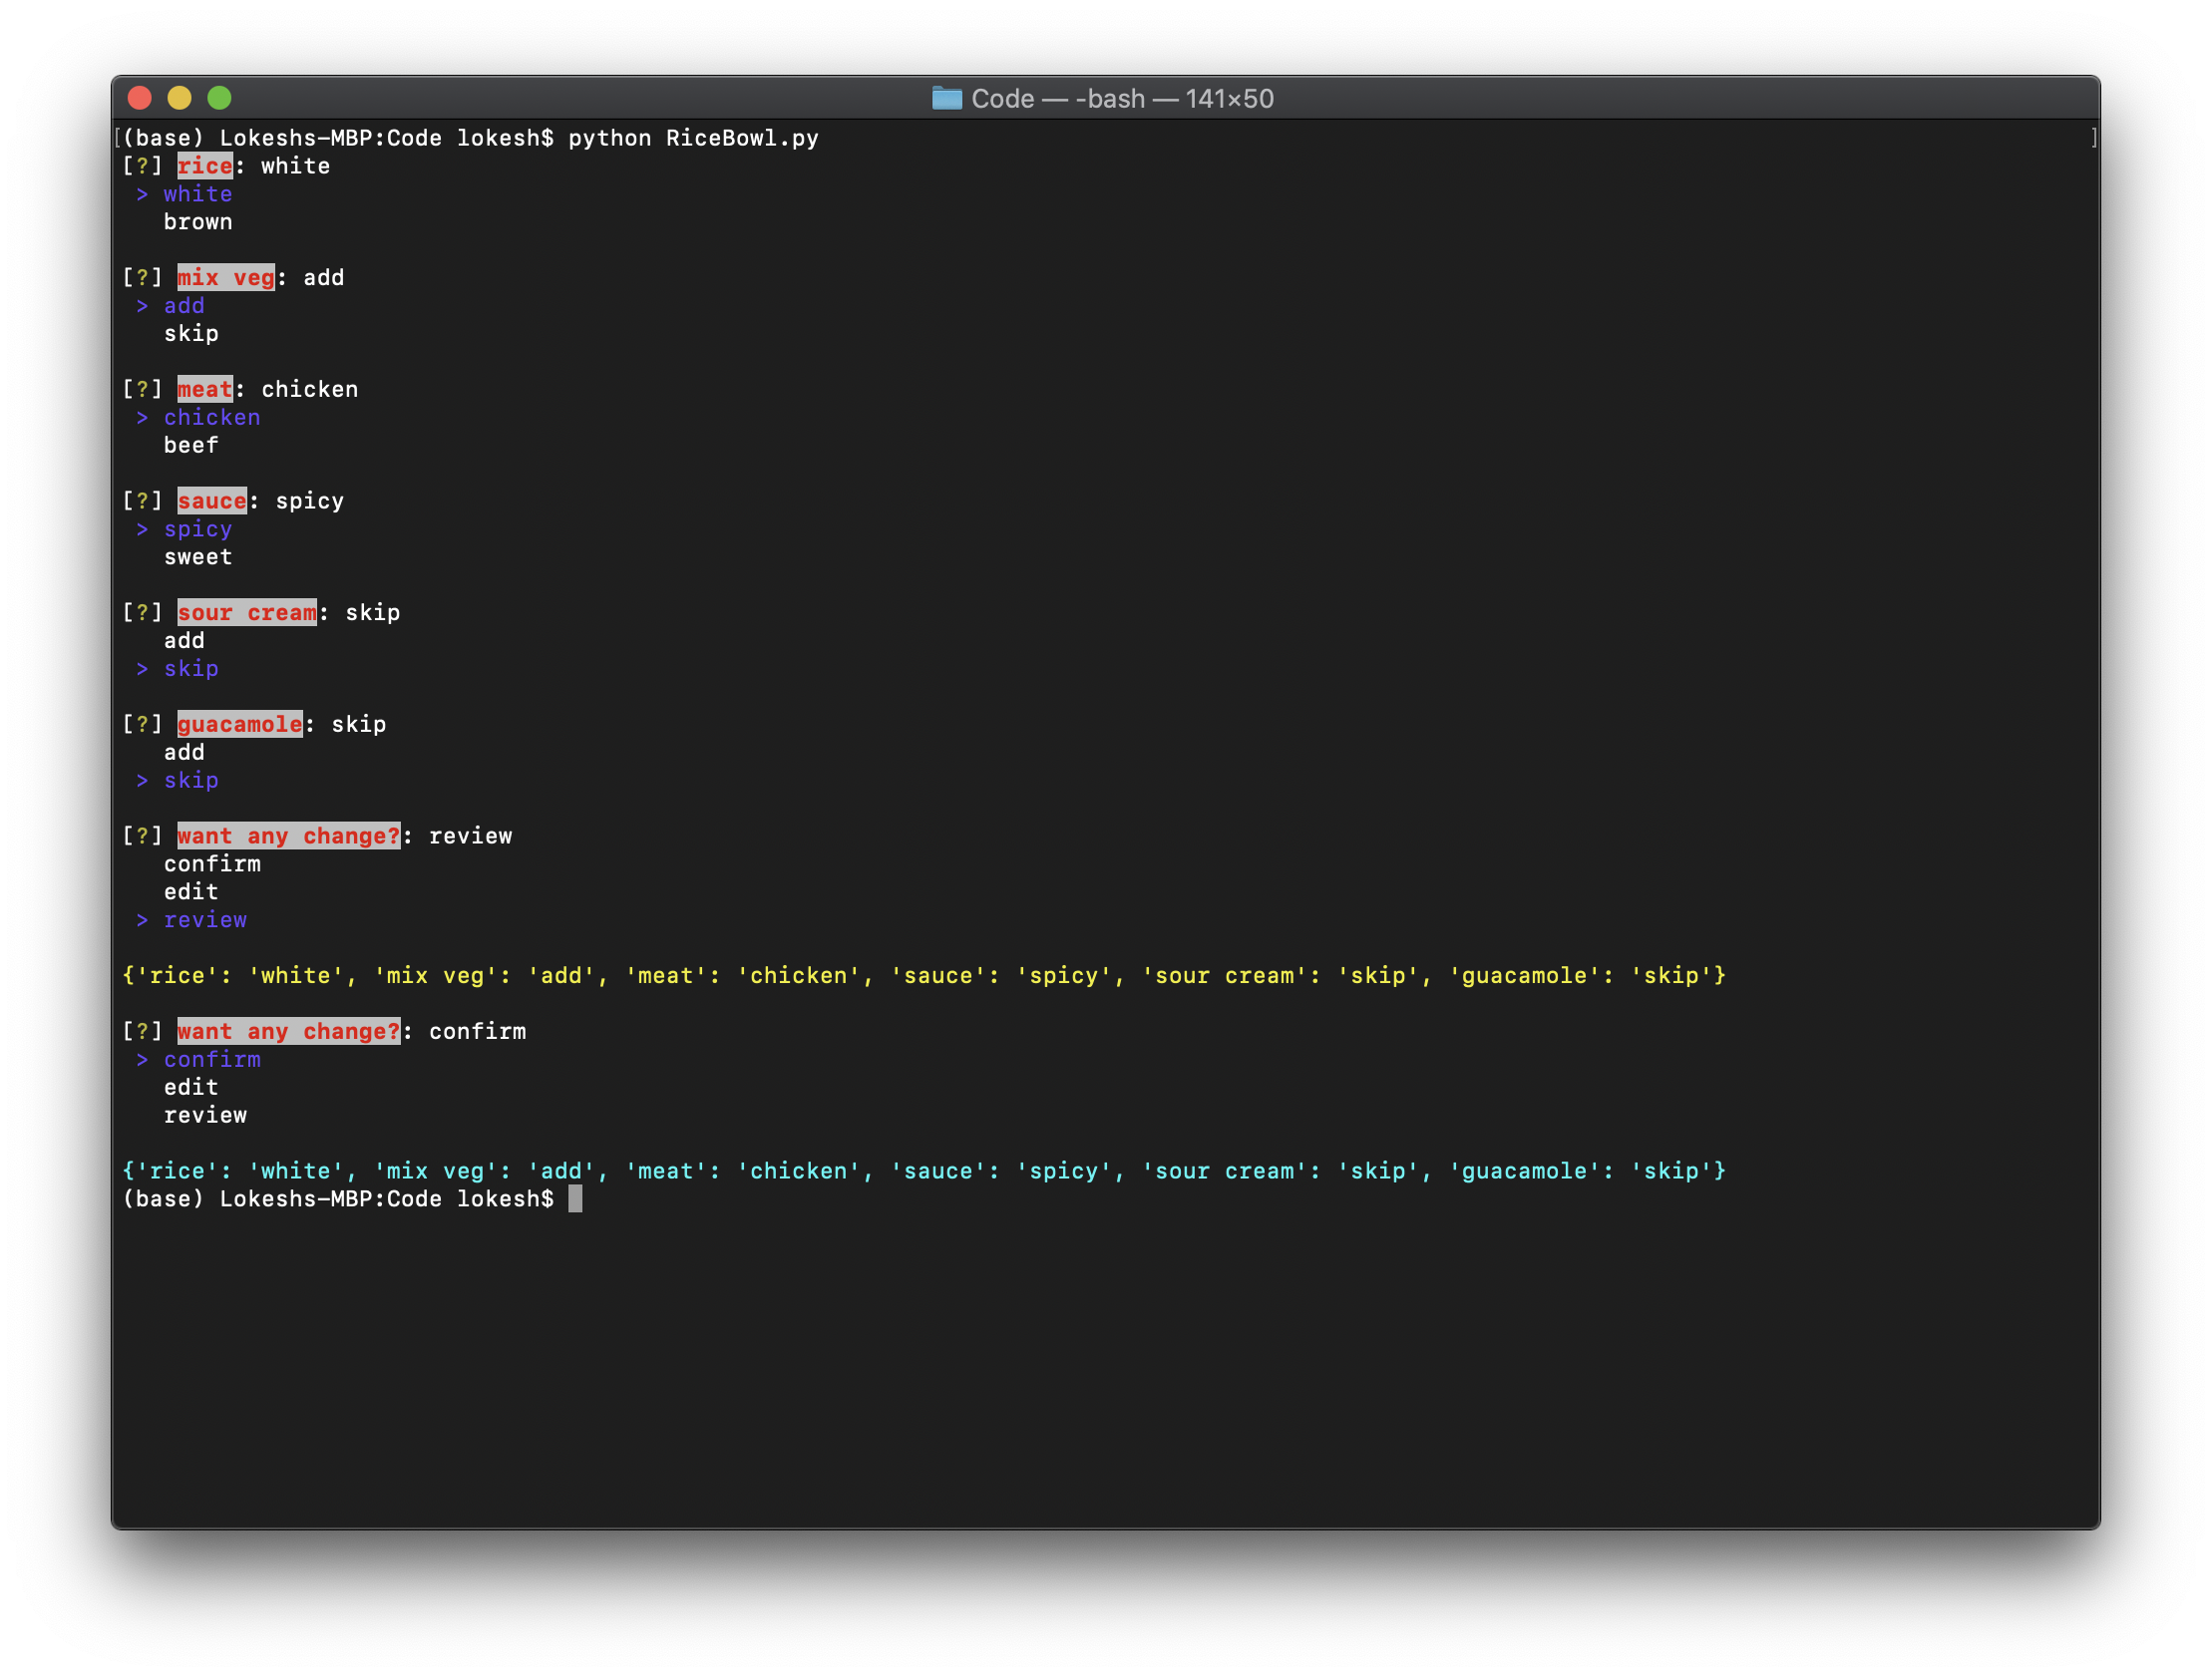 Code — -bash — 141×50
[(base) Lokeshs-MBP:Code lokesh$ python RiceBowl.py ]
[?] rice: white
> white
brown
[?] mix veg: add
> add
skip
[?] meat: chicken
> chicken
beef
[?] sauce: spicy
> spicy
sweet
[?] sour cream: skip
add
> skip
[?] guacamole: skip
add
> skip
[?] want any change?: review
confirm
edit
> review
{'rice': 'white', 'mix veg': 'add', 'meat': 'chicken', 'sauce': 'spicy', 'sour cream': 'skip', 'guacamole': 'skip'}
[?] want any change?: confirm
> confirm
edit
review
{'rice': 'white', 'mix veg': 'add', 'meat': 'chicken', 'sauce': 'spicy', 'sour cream': 'skip', 'guacamole': 'skip'}
(base) Lokeshs-MBP:Code lokesh$